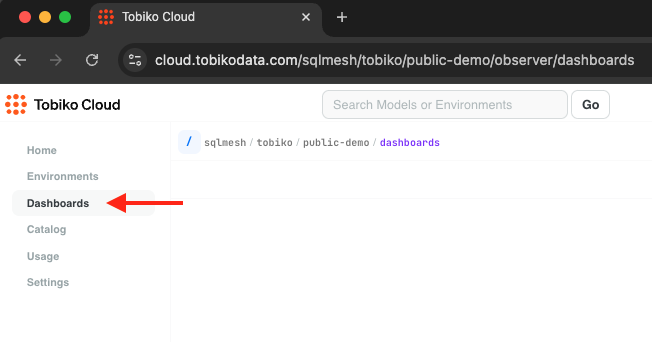 Tobiko Cloud
cloud.tobikodata.com/sqlmesh/tobiko/public-demo/observer/dashboards
Tobiko Cloud
Search Models or Environments
Go
/ sqlmesh / tobiko / public-demo / dashboards
Home
Environments
Dashboards
Catalog
Usage
Settings